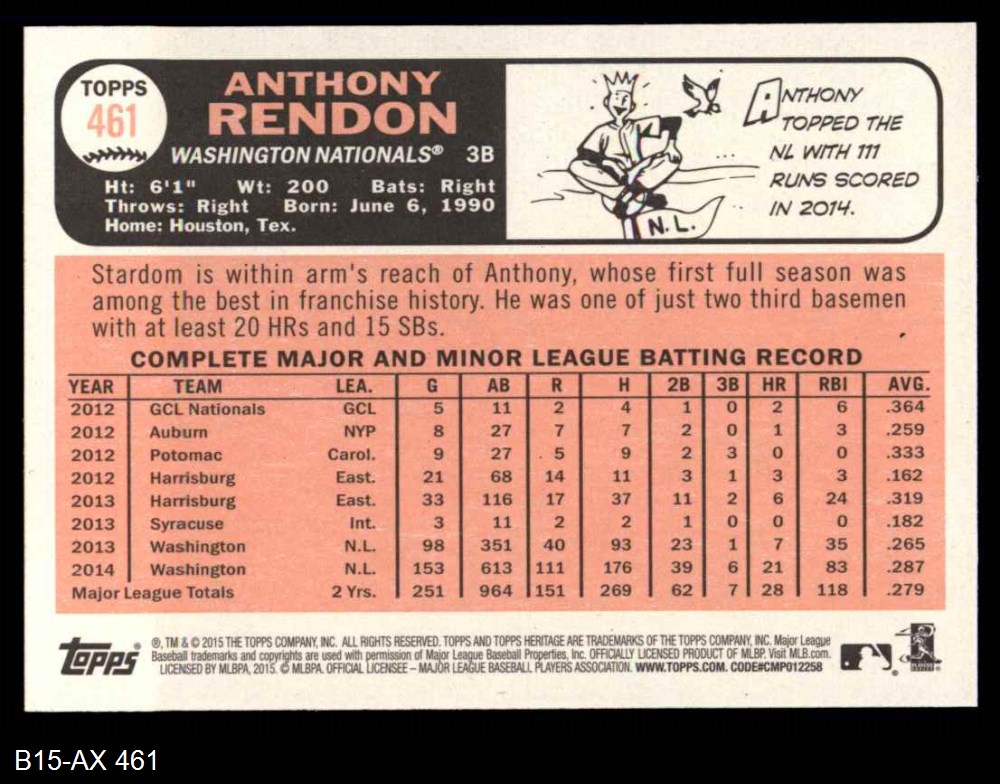 TOPPS
461
ANTHONY
RENDON
WASHINGTON NATIONALS® 3B
Ht: 6'1" Wt: 200 Bats: Right
Throws: Right Born: June 6, 1990
Home: Houston, Tex.
N.L.
ANTHONY
TOPPED THE
NL WITH 111
RUNS SCORED
IN 2014.
Stardom is within arm's reach of Anthony, whose first full season was
among the best in franchise history. He was one of just two third basemen
with at least 20 HRs and 15 SBs.
COMPLETE MAJOR AND MINOR LEAGUE BATTING RECORD
YEAR TEAM LEA. G AB R H 2B 3B HR RBI AVG.
2012 GCL Nationals GCL 5 11 2 4 1 0 2 6 .364
2012 Auburn NYP 8 27 7 7 2 0 1 3 .259
2012 Potomac Carol. 9 27 5 9 2 3 0 0 .333
2012 Harrisburg East. 21 68 14 11 3 1 3 3 .162
2013 Harrisburg East. 33 116 17 37 11 2 6 24 .319
2013 Syracuse Int. 3 11 2 2 1 0 0 0 .182
2013 Washington N.L. 98 351 40 93 23 1 7 35 .265
2014 Washington N.L. 153 613 111 176 39 6 21 83 .287
Major League Totals 2 Yrs. 251 964 151 269 62 7 28 118 .279
Topps®
®, TM & © 2015 THE TOPPS COMPANY, INC. ALL RIGHTS RESERVED. TOPPS AND TOPPS HERITAGE ARE TRADEMARKS OF THE TOPPS COMPANY, INC. Major League
Baseball trademarks and copyrights are used with permission of Major League Baseball Properties, Inc. OFFICIALLY LICENSED PRODUCT OF MLBP. Visit MLB.com.
LICENSED BY MLBPA, 2015. © MLBPA. OFFICIAL LICENSEE – MAJOR LEAGUE BASEBALL PLAYERS ASSOCIATION. WWW.TOPPS.COM. CODE#CMP012258
B15-AX 461